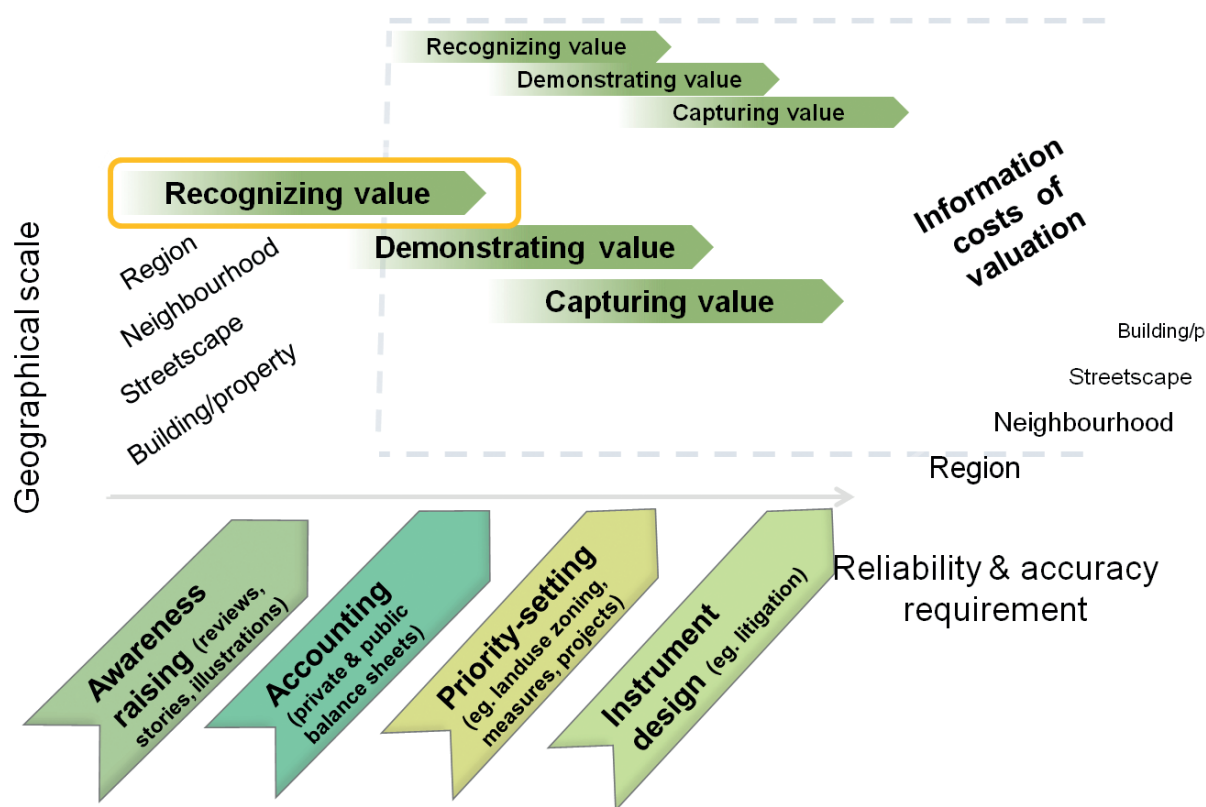 Recognizing value
Demonstrating value
Capturing value
Recognizing value
Demonstrating value
Capturing value
Information
costs of
valuation
Geographical scale
Region
Neighbourhood
Streetscape
Building/property
Building/p
Streetscape
Neighbourhood
Region
Reliability & accuracy
requirement
Awareness
raising (reviews,
stories, illustrations)
Accounting
(private & public
balance sheets)
Priority-setting
(eg. landuse zoning,
measures, projects)
Instrument
design (eg. litigation)